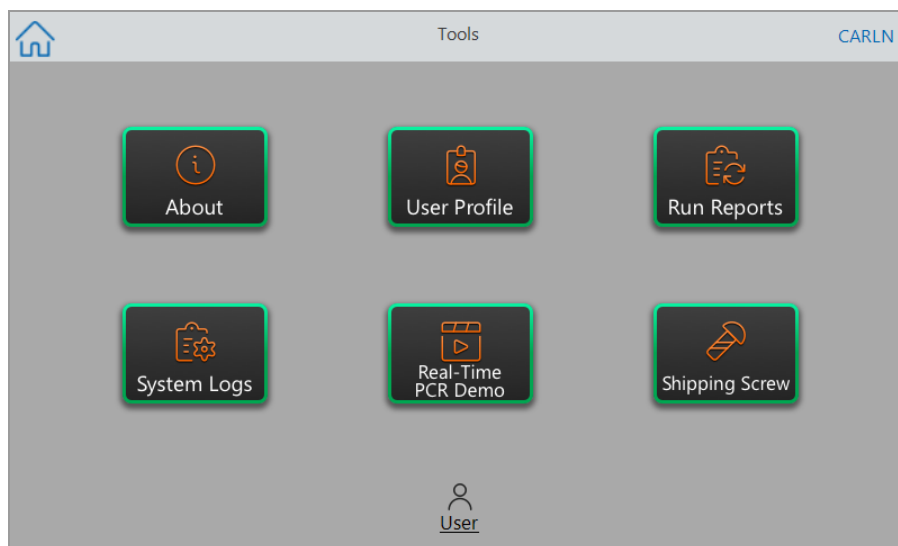 Tools
CARLN
About
User Profile
Run Reports
System Logs
Real-Time
PCR Demo
Shipping Screw
User